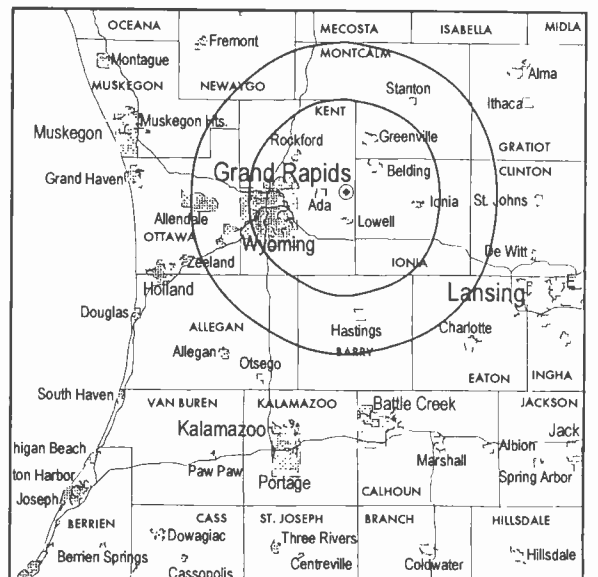 OCEANA
MECOSTA
ISABELLA
MIDLA
Fremont
MONTCALM
Montague
Alma
MUSKEGON
NEWAYGO
Stanton
Ithaca
KENT
Muskegon
Muskegon Hts.
Rockford
Greenville
GRATIOT
Grand Rapids
Belding
CLINTON
Grand Haven
Ada
Ionia
St. Johns
Allendale
Lowell
OTTAWA
Wyoming
De Witt
Zeeland
IONIA
Holland
Lansing
E
Douglas
ALLEGAN
Hastings
Charlotte
Allegan
BARRY
Otsego
EATON
INGHA
South Haven
VAN BUREN
KALAMAZOO
Battle Creek
JACKSON
Kalamazoo
Jack
higan Beach
Marshall
Albion
ton Harbor
Paw Paw
Spring Arbor
Joseph
Portage
CALHOUN
BERRIEN
CASS
ST. JOSEPH
BRANCH
HILLSDALE
Dowagiac
Three Rivers
Berrien Springs
Centreville
Coldwater
Hillsdale
Cassopolis